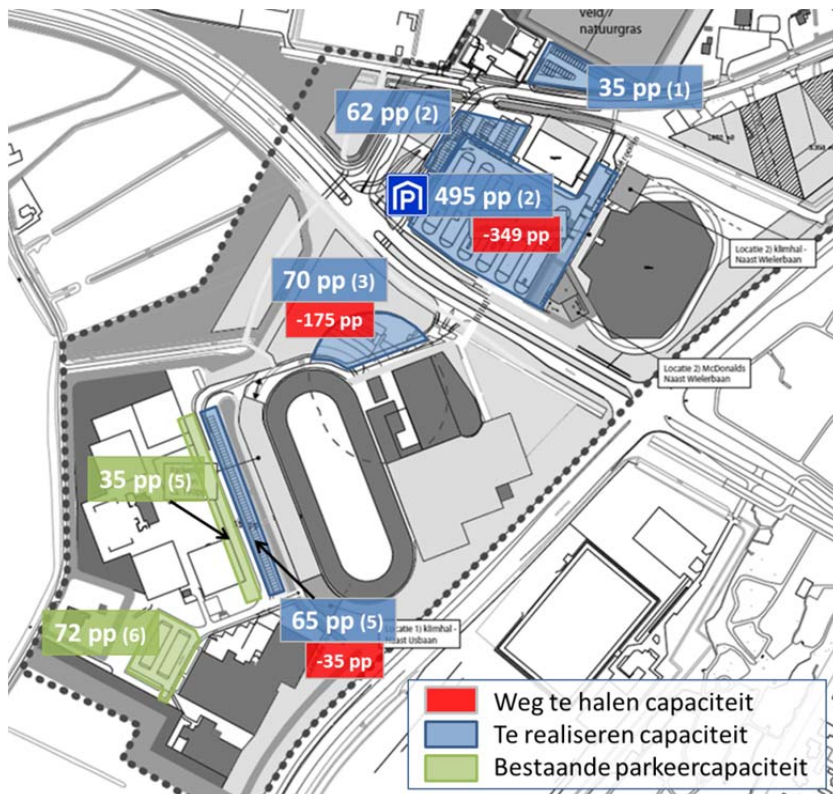 veld /
natuurgras
35 pp (1)
62 pp (2)
P
495 pp (2)
-349 pp
Locatie 2) klimhal -
Naast Wielerbaan
70 pp (3)
-175 pp
Locatie 2) McDonalds
Naast Wielerbaan
35 pp (5)
65 pp (5)
-35 pp
ocatie 1) klimhal -
Naast IJsbaan
72 pp (6)
Weg te halen capaciteit
Te realiseren capaciteit
Bestaande parkeercapaciteit